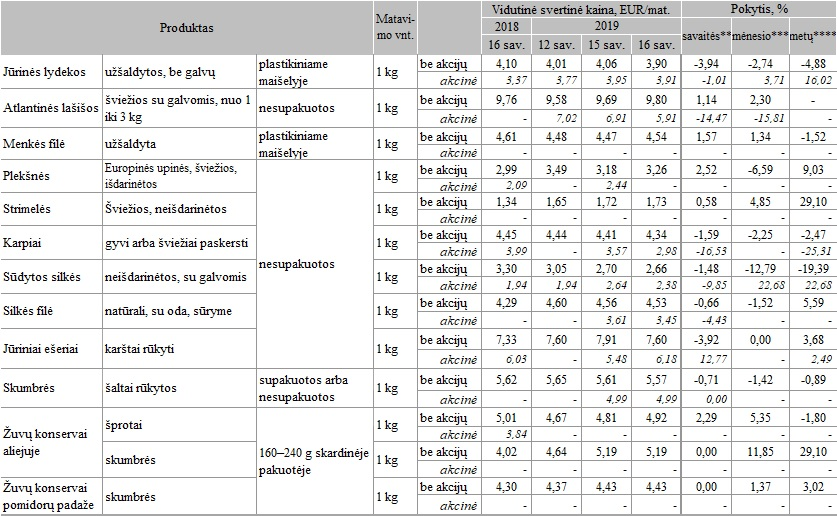 Produktas Matavi- Vidutinė svertinė kaina, EUR/mat. Pokytis, %
mo vnt. 2018 2019 savaitės** mėnesio*** metų****
16 sav. 12 sav. 15 sav. 16 sav.
Jūrinės lydekos užšaldytos, be galvų plastikiniame maišelyje 1 kg be akcijų 4,10 4,01 4,06 3,90 -3,94 -2,74 -4,88
akcinė 3,37 3,77 3,95 3,91 -1,01 3,71 16,02
Atlantinės lašišos šviežios su galvomis, nuo 1 iki 3 kg nesupakuotos 1 kg be akcijų 9,76 9,58 9,69 9,80 1,14 2,30 -
akcinė - 7,02 6,91 5,91 -14,47 -15,81
Menkės filė užšaldyta plastikiniame maišelyje 1 kg be akcijų 4,61 4,48 4,47 4,54 1,57 1,34 -1,52
akcinė - - - - - - -
Plekšnės Europinės upinės, šviežios, išdarinėtos nesupakuotos 1 kg be akcijų 2,99 3,49 3,18 3,26 2,52 -6,59 9,03
akcinė 2,09 - 2,44 - - - -
Strimelės Šviežios, neišdarinėtos 1 kg be akcijų 1,34 1,65 1,72 1,73 0,58 4,85 29,10
akcinė - - - - - - -
Karpiai gyvi arba šviežiai paskersti 1 kg be akcijų 4,45 4,44 4,41 4,34 -1,59 -2,25 -2,47
akcinė 3,99 - 3,57 2,98 -16,53 - -25,31
Sūdytos silkės neišdarinėtos, su galvomis 1 kg be akcijų 3,30 3,05 2,70 2,66 -1,48 -12,79 -19,39
akcinė 1,94 1,94 2,64 2,38 -9,85 22,68 22,68
Silkės filė natūrali, su oda, sūryme 1 kg be akcijų 4,29 4,60 4,56 4,53 -0,66 -1,52 5,59
akcinė - - 3,61 3,45 -4,43 - -
Jūriniai ešeriai karštai rūkyti 1 kg be akcijų 7,33 7,60 7,91 7,60 -3,92 0,00 3,68
akcinė 6,03 - 5,48 6,18 12,77 - 2,49
Skumbrės šaltai rūkytos supakuotos arba nesupakuotos 1 kg be akcijų 5,62 5,65 5,61 5,57 -0,71 -1,42 -0,89
akcinė - - 4,99 4,99 0,00 - -
Žuvų konservai aliejuje šprotai 160–240 g skardinėje pakuotėje 1 kg be akcijų 5,01 4,67 4,81 4,92 2,29 5,35 -1,80
akcinė 3,84 - - - - - -
skumbrės 1 kg be akcijų 4,02 4,64 5,19 5,19 0,00 11,85 29,10
akcinė - - - - - - -
Žuvų konservai pomidorų padaže skumbrės 1 kg be akcijų 4,30 4,37 4,43 4,43 0,00 1,37 3,02
akcinė - - - - - - -